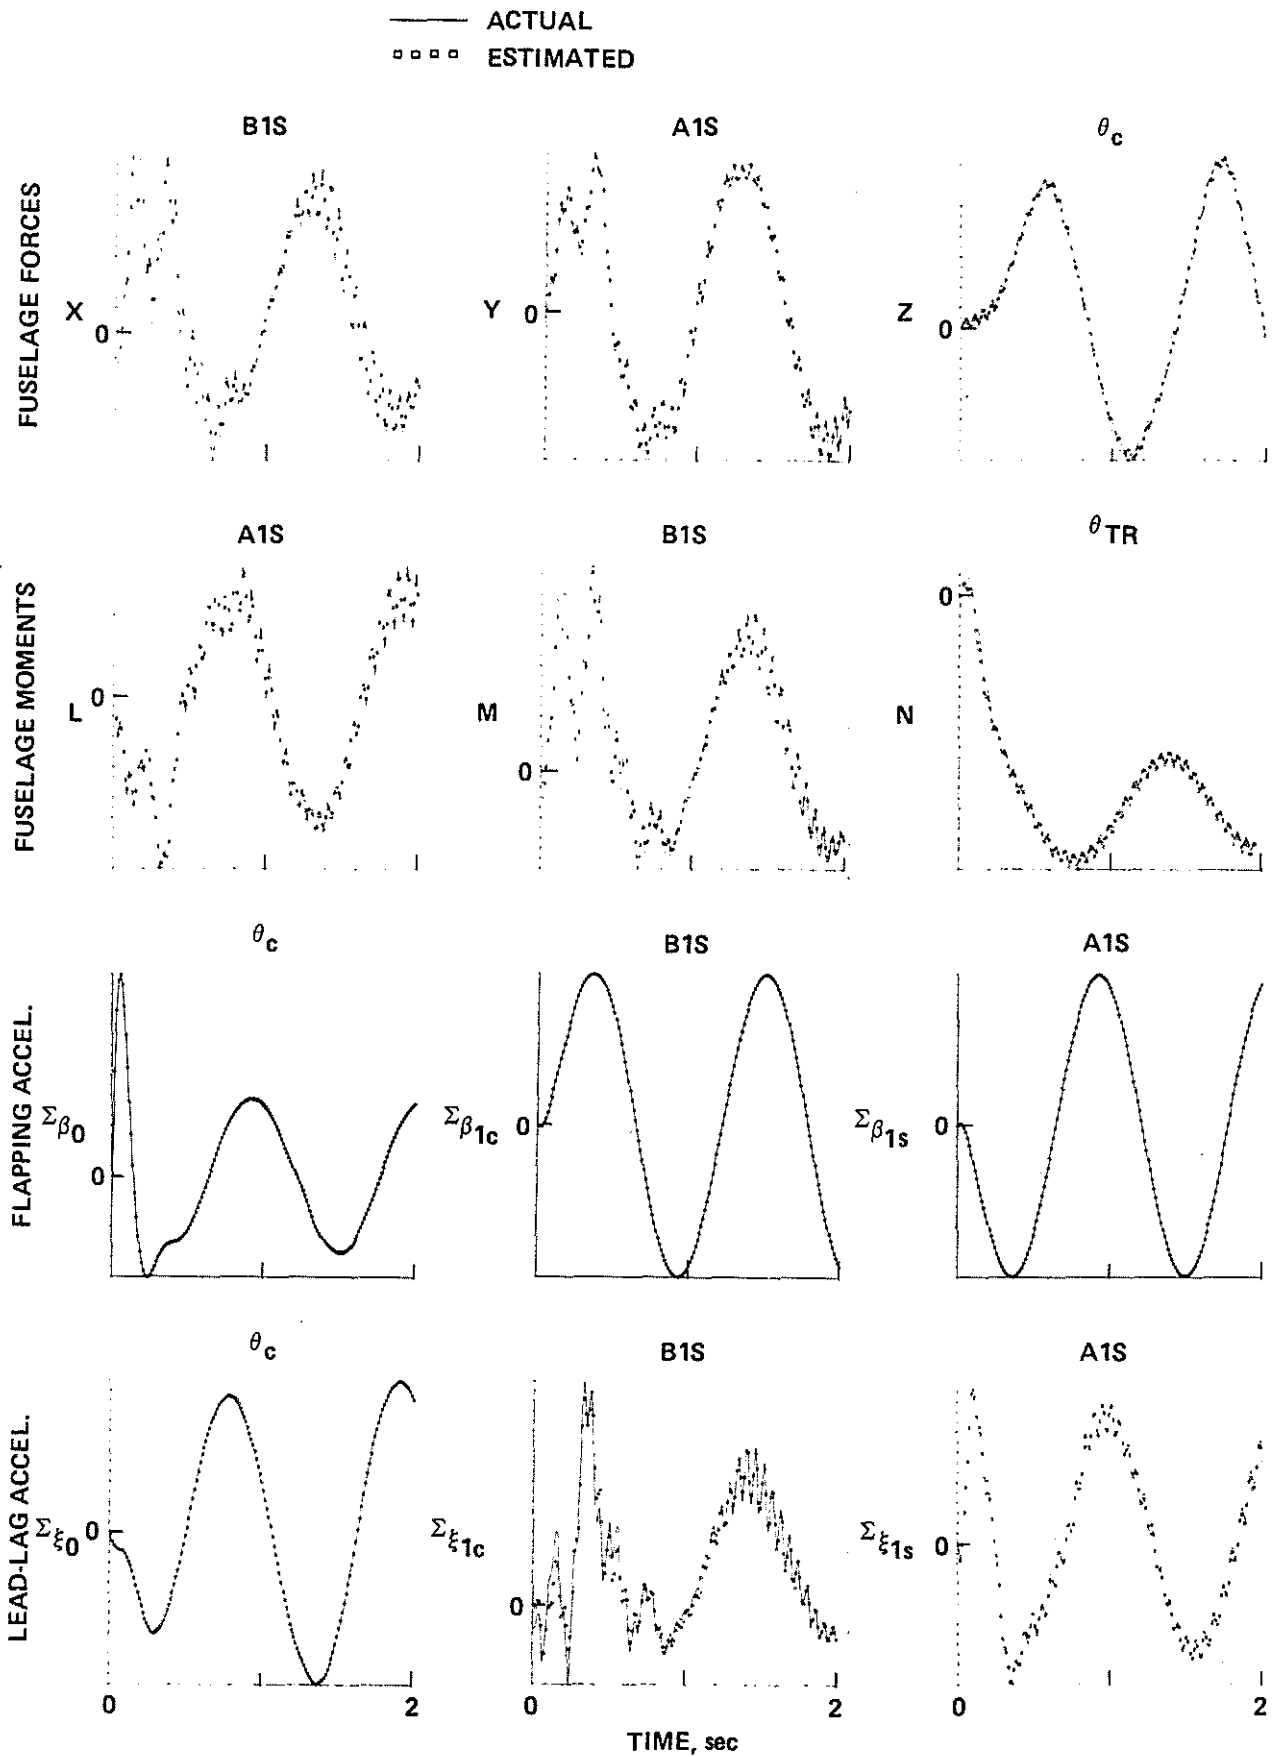 ACTUAL
ESTIMATED
B1S
A1S
θc
FUSELAGE FORCES
X
0
Y
0
Z
0
A1S
B1S
θTR
FUSELAGE MOMENTS
L
0
M
0
N
0
θc
B1S
A1S
FLAPPING ACCEL.
Σβ0
0
Σβ1c
0
Σβ1s
0
θc
B1S
A1S
LEAD-LAG ACCEL.
Σξ0
0
Σξ1c
0
Σξ1s
0
0 2
0 2
0 2
TIME, sec